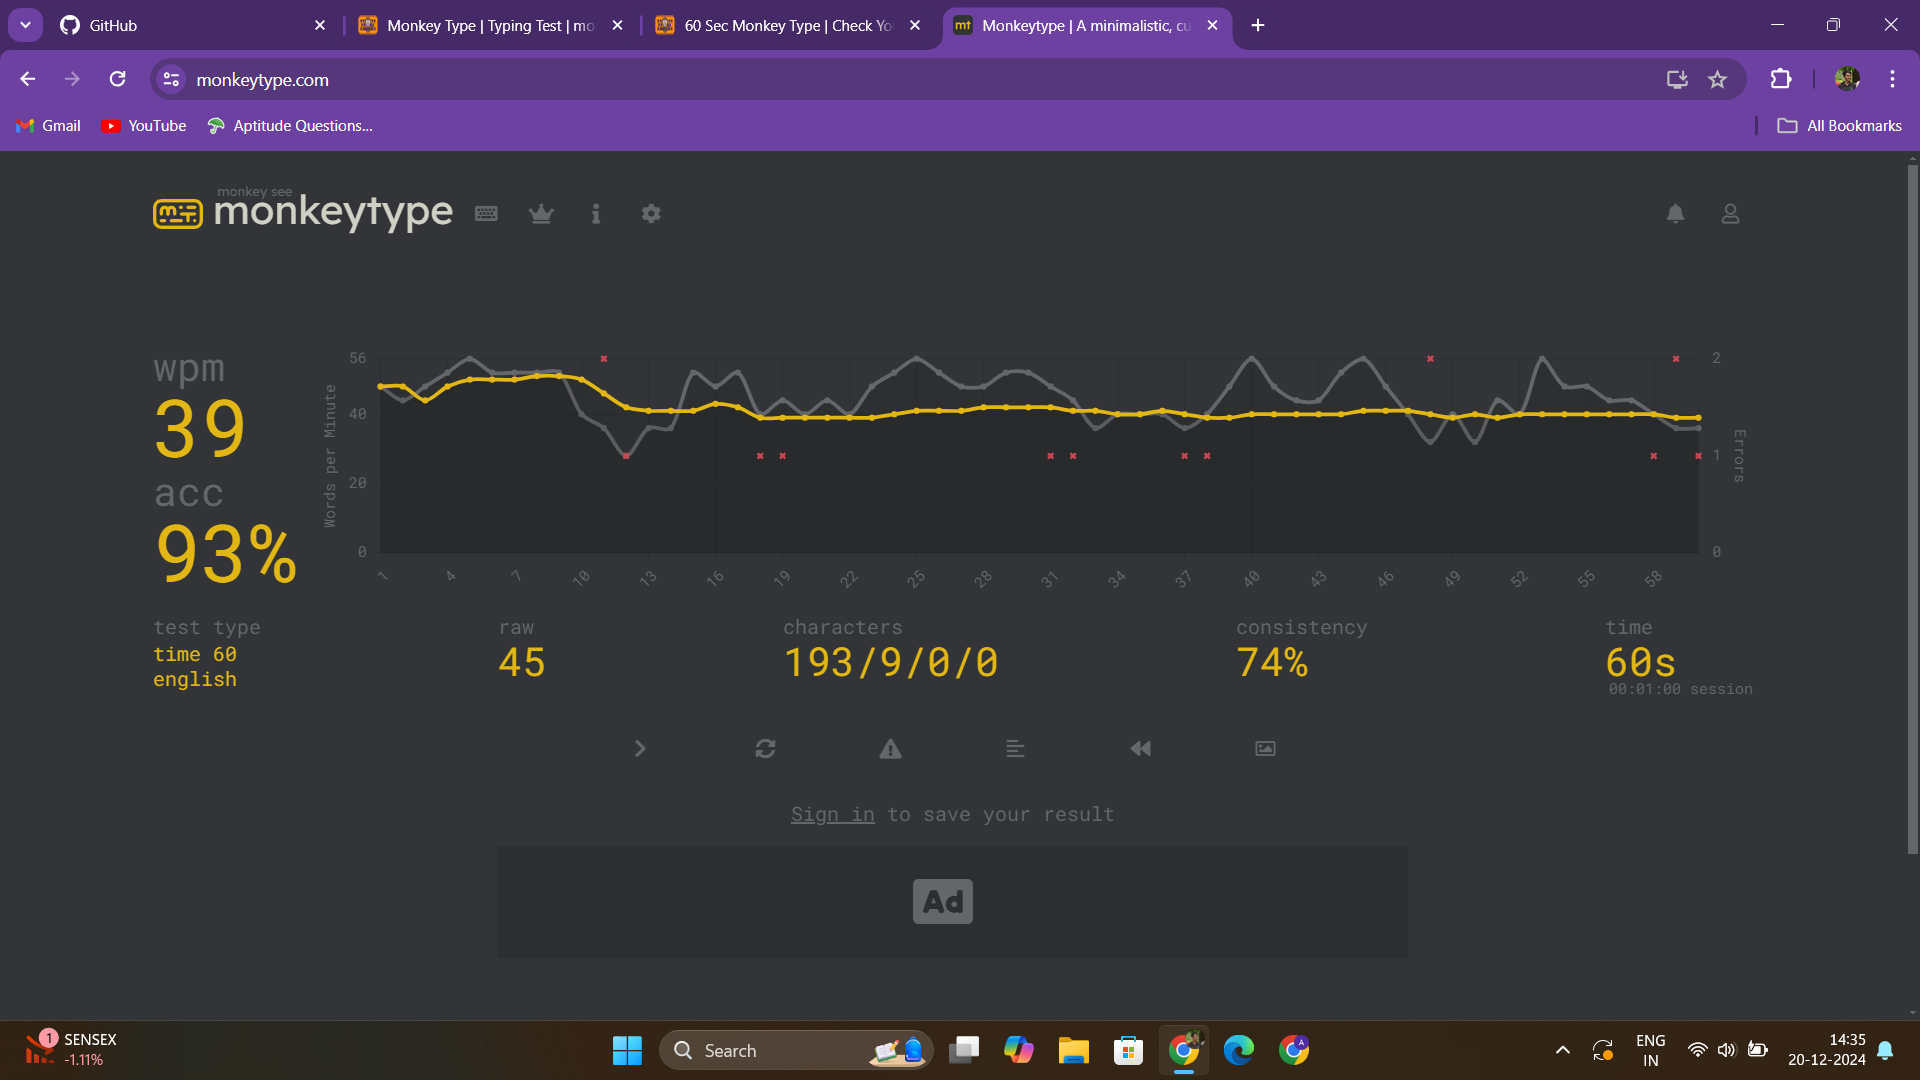 GitHub
Monkey Type | Typing Test | mo
60 Sec Monkey Type | Check Yo
mt Monkeytype | A minimalistic, cu
monkeytype.com
Gmail YouTube Aptitude Questions... All Bookmarks
monkey see
monkeytype
wpm
39
acc
93%
Words per Minute
56
40
20
0
2
1
0
Errors
1 4 7 10 13 16 19 22 25 28 31 34 37 40 43 46 49 52 55 58
test type
time 60
english
raw
45
characters
193/9/0/0
consistency
74%
time
60s
00:01:00 session
Sign in to save your result
Ad
1
SENSEX
-1.11%
Search
A
ENG
IN
14:35
20-12-2024